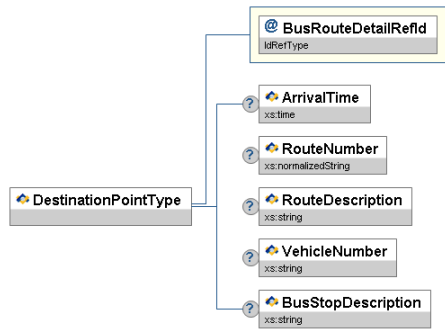 @ BusRouteDetailRefId
IdRefType
? ArrivalTime
xs:time
? RouteNumber
xs:normalizedString
DestinationPointType
? RouteDescription
xs:string
? VehicleNumber
xs:string
? BusStopDescription
xs:string